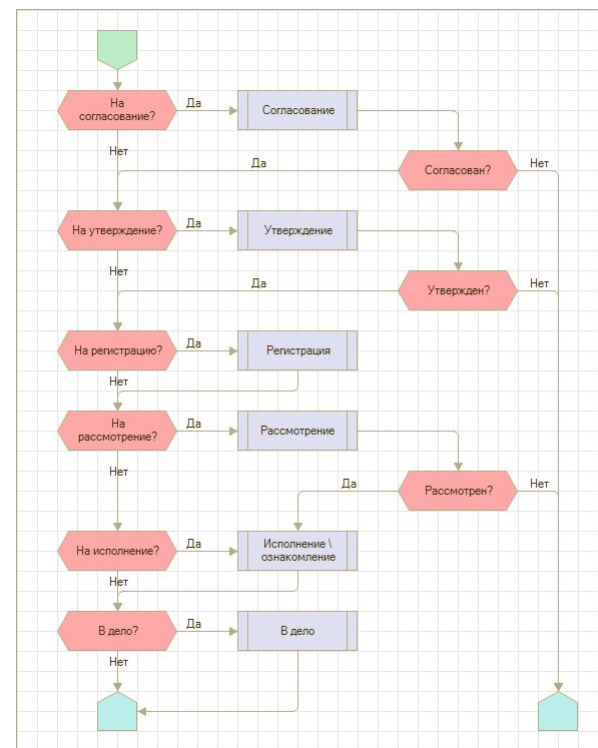 На
согласование?
Да
Согласование
Нет
Да
Согласован?
Нет
На утверждение?
Да
Утверждение
Нет
Да
Утвержден?
Нет
На регистрацию?
Да
Регистрация
Нет
На
рассмотрение?
Да
Рассмотрение
Нет
Да
Рассмотрен?
Нет
На исполнение?
Да
Исполнение \
ознакомление
Нет
В дело?
Да
В дело
Нет